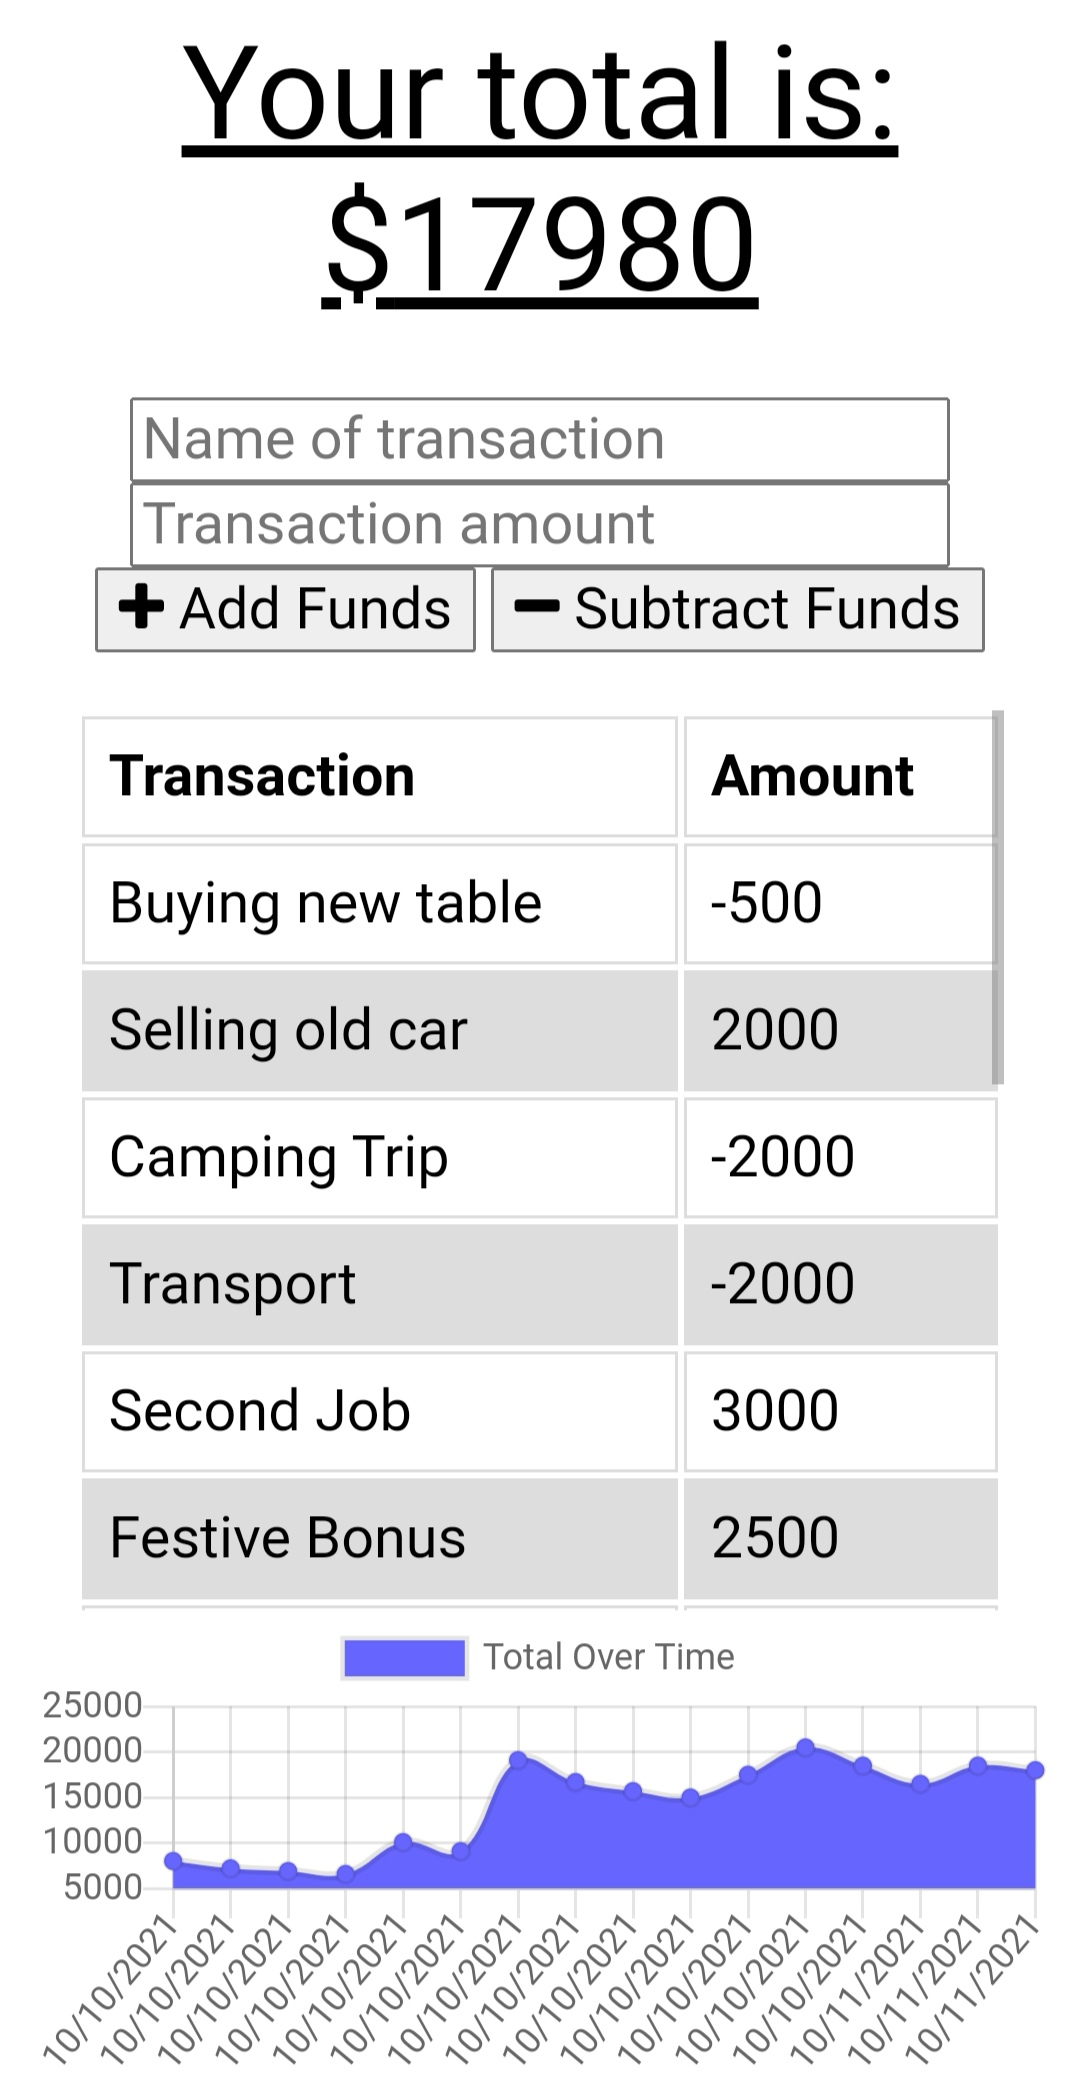 Your total is:
$17980
Name of transaction
Transaction amount
Add Funds
Subtract Funds
Transaction Amount
Buying new table -500
Selling old car 2000
Camping Trip -2000
Transport -2000
Second Job 3000
Festive Bonus 2500
Total Over Time
25000
20000
15000
10000
5000
10/10/2021
10/10/2021
10/10/2021
10/10/2021
10/10/2021
10/10/2021
10/10/2021
10/10/2021
10/10/2021
10/10/2021
10/10/2021
10/10/2021
10/10/2021
10/11/2021
10/11/2021
10/11/2021